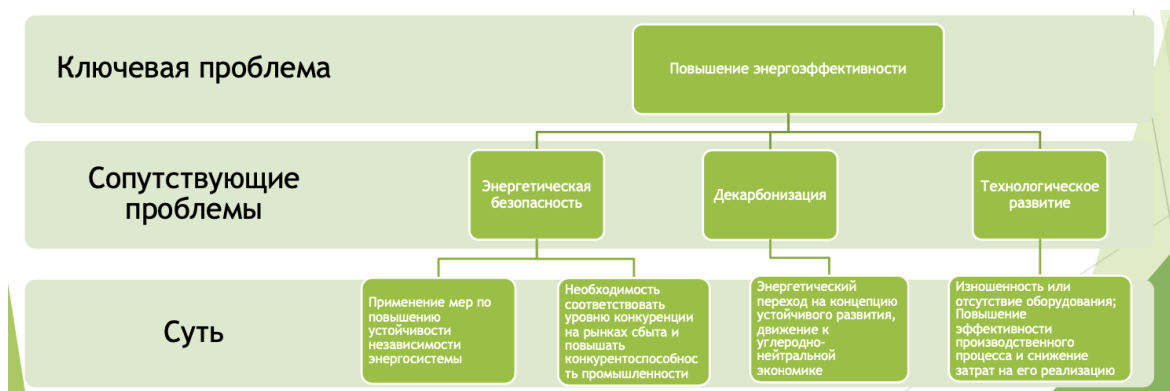 Ключевая проблема
Повышение энергоэффективности
Сопутствующие
проблемы
Энергетическая
безопасность
Декарбонизация
Технологическое
развитие
Суть
Применение мер по
повышению
устойчивости
независимости
энергосистемы
Необходимость
соответствовать
уровню конкуренции
на рынках сбыта и
повышать
конкурентоспособнос
ть промышленности
Энергетический
переход на концепцию
устойчивого развития,
движение к
углеродно-
нейтральной
экономике
Изношенность или
отсутствие оборудования;
Повышение
эффективности
производственного
процесса и снижение
затрат на его реализацию